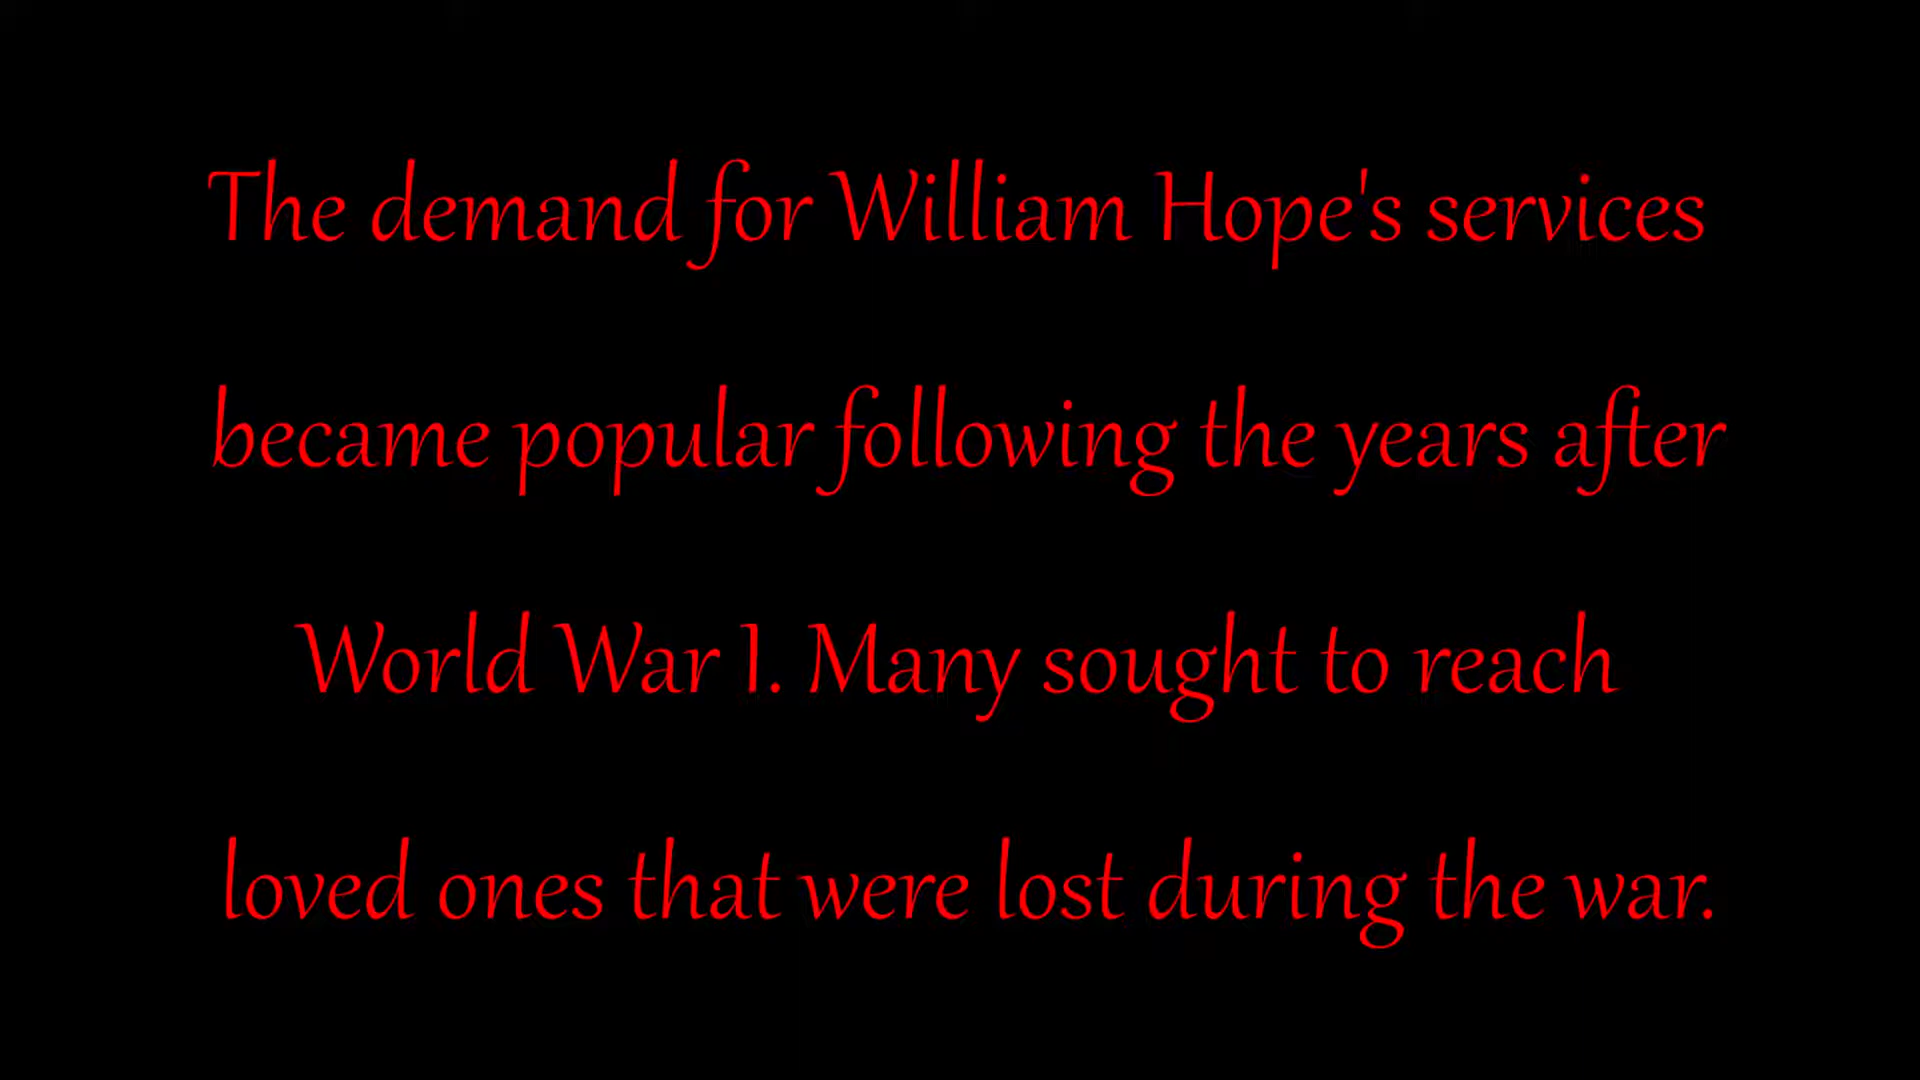 The demand for William Hope's services
became popular following the years after
World War I. Many sought to reach
loved ones that were lost during the war.